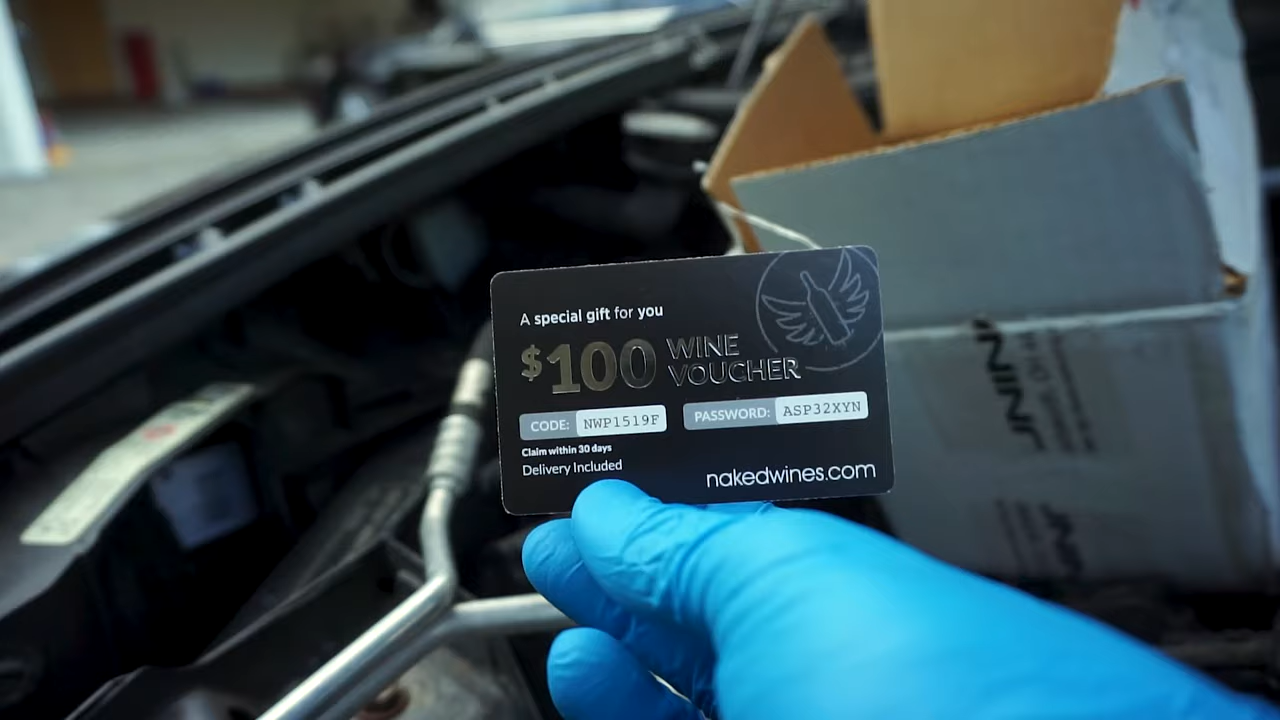 A special gift for you
$100 WINE
VOUCHER
CODE: NWP1519F
PASSWORD: ASP32XYN
Claim within 30 days
Delivery Included
nakedwines.com